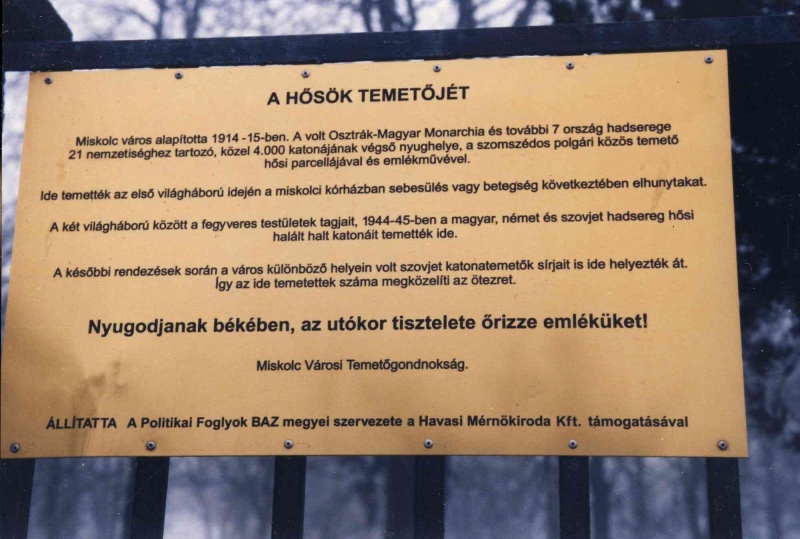 A HŐSÖK TEMETŐJÉT
Miskolc város alapította 1914 -15-ben. A volt Osztrák-Magyar Monarchia és további 7 ország hadserege
21 nemzetiséghez tartozó, közel 4.000 katonájának végső nyughelye, a szomszédos polgári közös temető
hősi parcellájával és emlékművével.
Ide temették az első világháború idején a miskolci kórházban sebesülés vagy betegség következtében elhunytakat.
A két világháború között a fegyveres testületek tagjait, 1944-45-ben a magyar, német és szovjet hadsereg hősi
halált halt katonáit temették ide.
A későbbi rendezések során a város különböző helyein volt szovjet katonatemetők sírjait is ide helyezték át.
Így az ide temetettek száma megközelíti az ötezret.
Nyugodjanak békében, az utókor tisztelete őrizze emléküket!
Miskolc Városi Temetőgondnokság.
ÁLLÍTATTA A Politikai Foglyok BAZ megyei szervezete a Havasi Mérnökiroda Kft. támogatásával